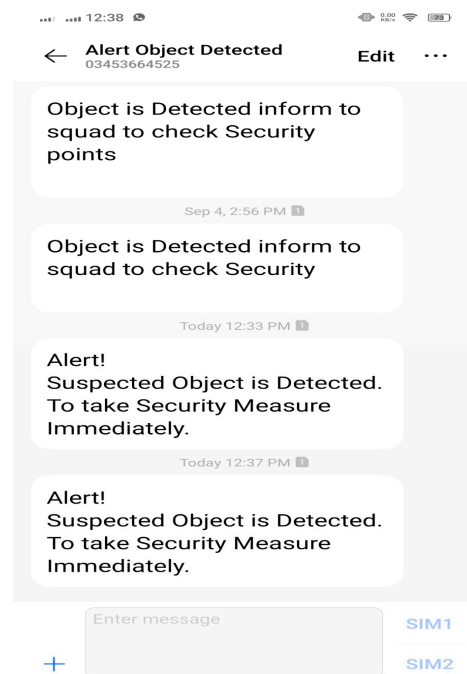 12:38
0.00
KB/s
73
Alert Object Detected
03453664525
Edit
Object is Detected inform to
squad to check Security
points
Sep 4, 2:56 PM 1
Object is Detected inform to
squad to check Security
Today 12:33 PM 1
Alert!
Suspected Object is Detected.
To take Security Measure
Immediately.
Today 12:37 PM 1
Alert!
Suspected Object is Detected.
To take Security Measure
Immediately.
Enter message
SIM1
SIM2